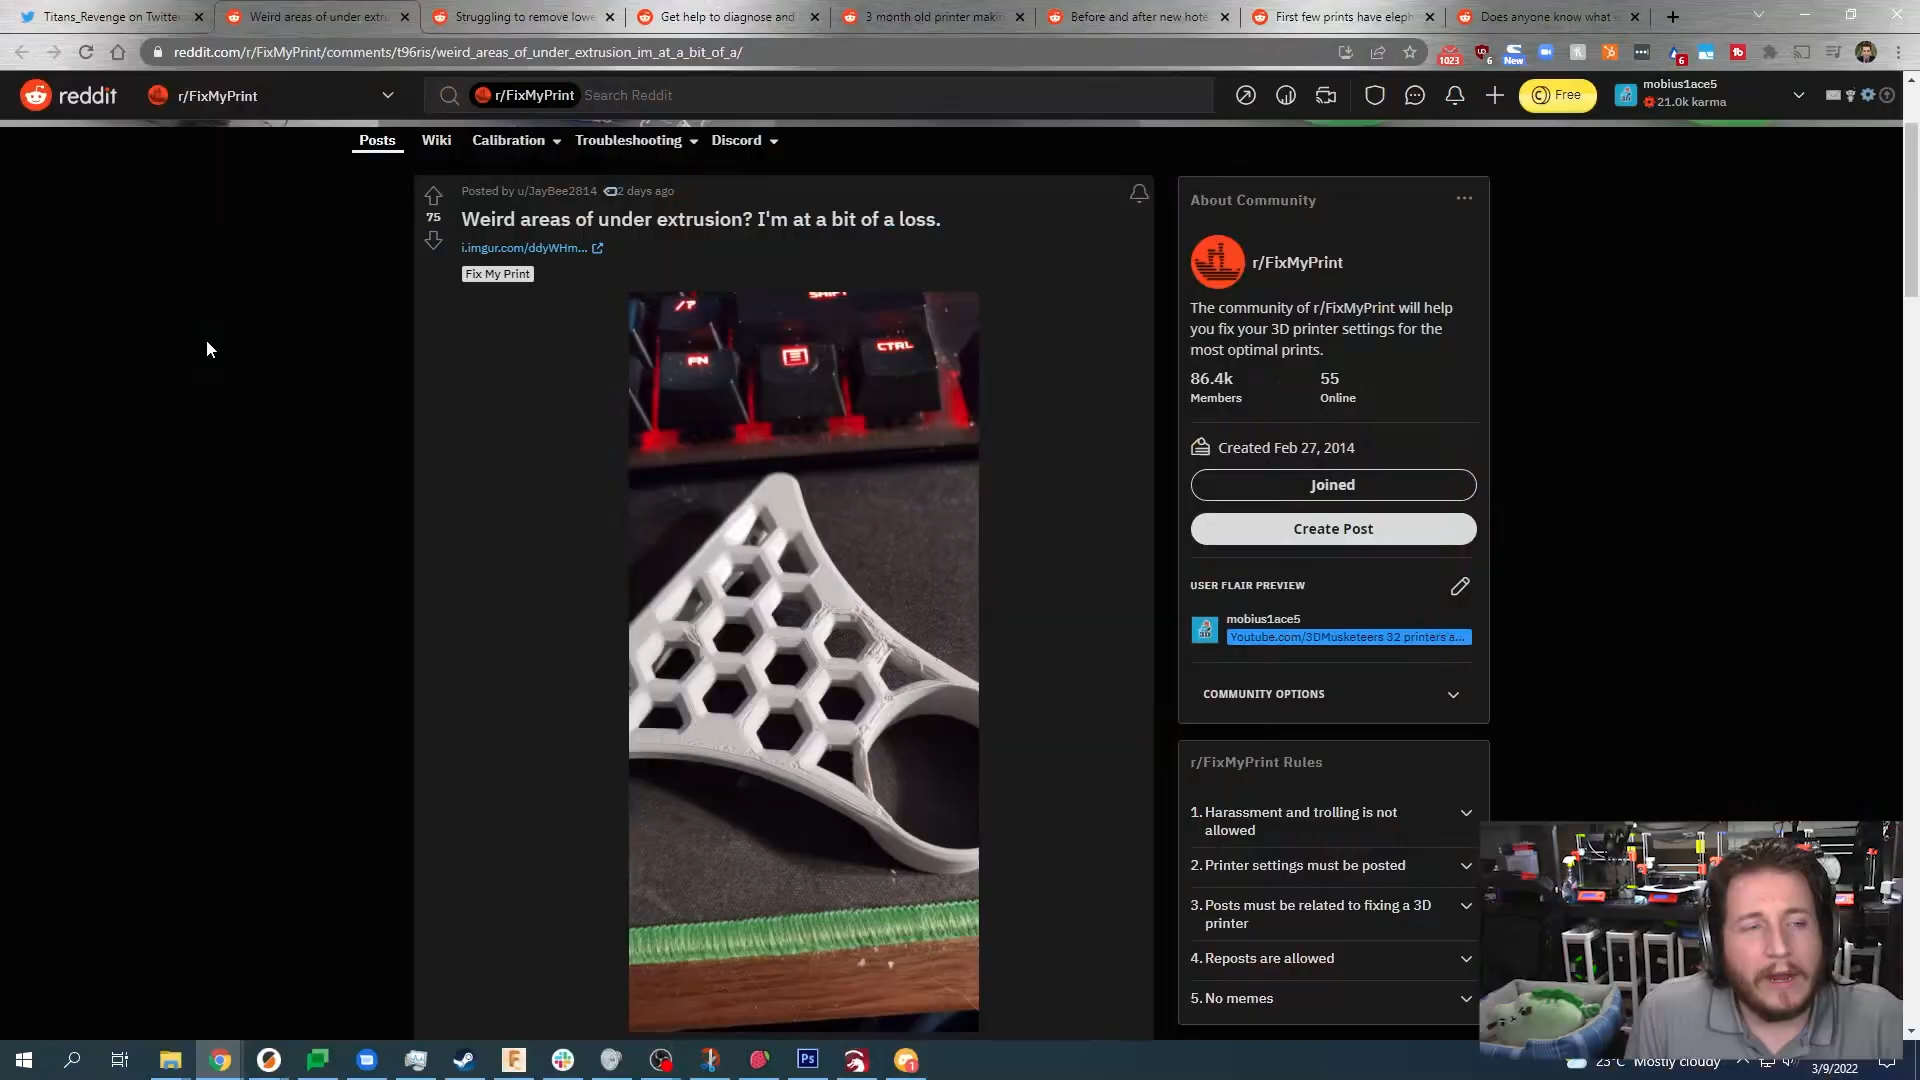 Titans_Revenge on Twitter
Weird areas of under extru
Struggling to remove lowe
Get help to diagnose and
3 month old printer makin
Before and after new hote
First few prints have eleph
Does anyone know what
reddit.com/r/FixMyPrint/comments/t96ris/weird_areas_of_under_extrusion_im_at_a_bit_of_a/
1023
6
New
6
reddit
r/FixMyPrint
r/FixMyPrint
Search Reddit
Free
mobius1ace5
21.0k karma
Posts
Wiki
Calibration
Troubleshooting
Discord
Posted by u/JayBee2814
2 days ago
75
Weird areas of under extrusion? I'm at a bit of a loss.
i.imgur.com/ddyWHm...
Fix My Print
SHIFT
/?
FN
CTRL
About Community
r/FixMyPrint
The community of r/FixMyPrint will help
you fix your 3D printer settings for the
most optimal prints.
86.4k
55
Members
Online
Created Feb 27, 2014
Joined
Create Post
USER FLAIR PREVIEW
mobius1ace5
Youtube.com/3DMusketeers 32 printers a...
COMMUNITY OPTIONS
r/FixMyPrint Rules
1. Harassment and trolling is not
allowed
2. Printer settings must be posted
3. Posts must be related to fixing a 3D
printer
4. Reposts are allowed
5. No memes
Ps
23°C Mostly cloudy
3/9/2022